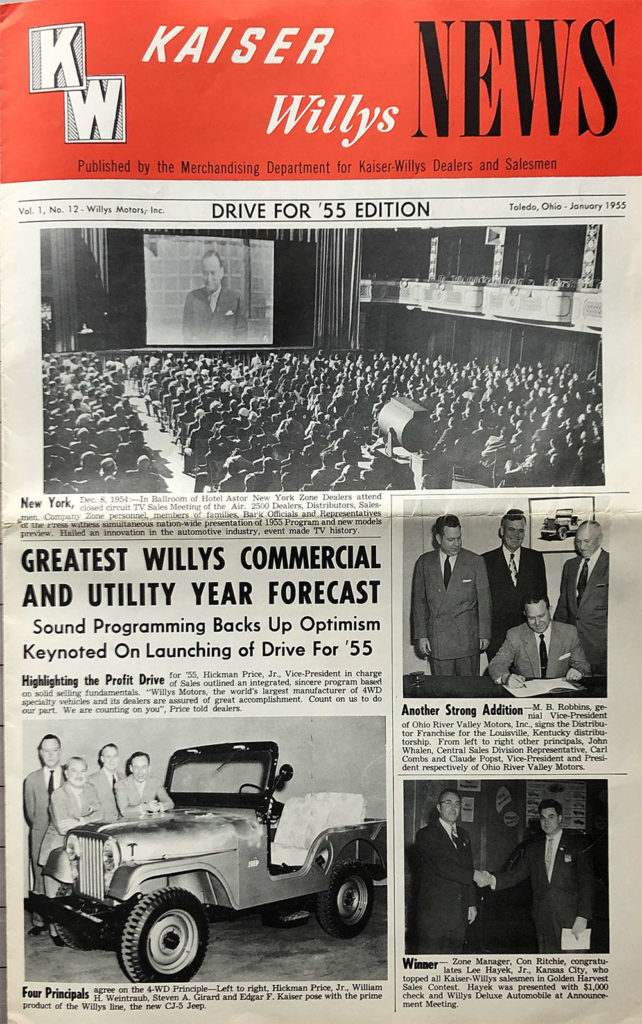 KW
KAISER
Willys NEWS
Published by the Merchandising Department for Kaiser-Willys Dealers and Salesmen
Vol. 1, No. 12 - Willys Motors, Inc.
DRIVE FOR '55 EDITION
Toledo, Ohio - January 1955
New York, Dec. 8, 1954:—In Ballroom of Hotel Astor New York Zone Dealers attend
closed circuit TV Sales Meeting of the Air. 2500 Dealers, Distributors, Sales-
men, Company Zone personnel, members of families, Bank Officials and Representatives
of the Press witness simultaneous nation-wide presentation of 1955 Program and new models
preview. Hailed an innovation in the automotive industry, event made TV history.
GREATEST WILLYS COMMERCIAL
AND UTILITY YEAR FORECAST
Sound Programming Backs Up Optimism
Keynoted On Launching of Drive For '55
Highlighting the Profit Drive for '55, Hickman Price, Jr., Vice-President in charge
of Sales outlined an integrated, sincere program based
on solid selling fundamentals. "Willys Motors, the world's largest manufacturer of 4WD
specialty vehicles and its dealers are assured of great accomplishment. Count on us to do
our part. We are counting on you", Price told dealers.
Four Principals agree on the 4-WD Principle—Left to right, Hickman Price, Jr., William
H. Weintraub, Steven A. Girard and Edgar F. Kaiser pose with the prime
product of the Willys line, the new CJ-5 Jeep.
Another Strong Addition—M. B. Robbins, ge-
nial Vice-President
of Ohio River Valley Motors, Inc., signs the Distribu-
tor Franchise for the Louisville, Kentucky distribu-
torship. From left to right other principals, John
Whalen, Central Sales Division Representative, Carl
Combs and Claude Popst, Vice-President and Presi-
dent respectively of Ohio River Valley Motors.
Winner— Zone Manager, Con Ritchie, congratu-
lates Lee Hayek, Jr., Kansas City, who
topped all Kaiser-Willys salesmen in Golden Harvest
Sales Contest. Hayek was presented with $1,000
check and Willys Deluxe Automobile at Announce-
ment Meeting.